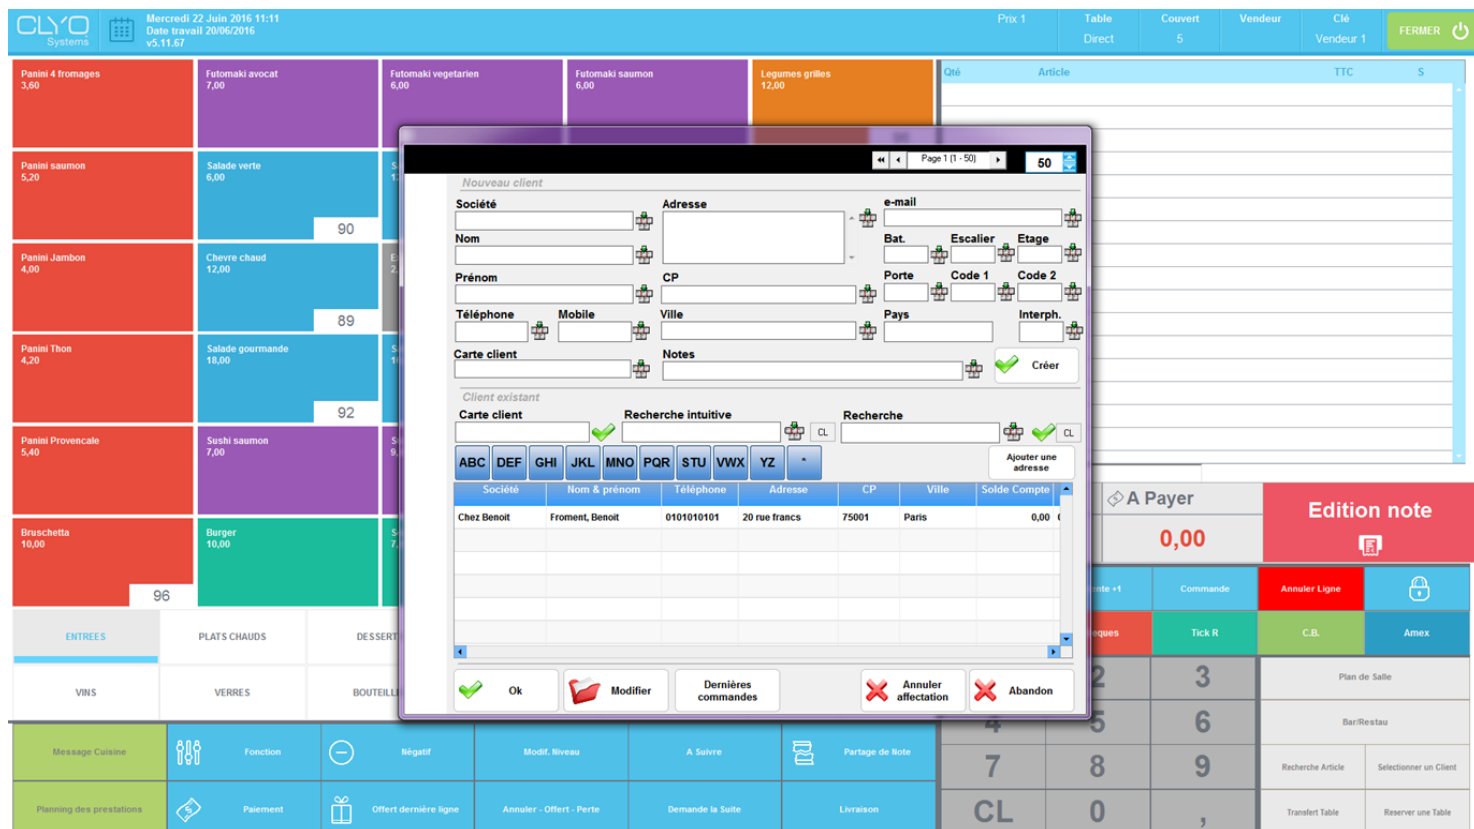 CLYO
Systems
Mercredi 22 Juin 2016 11:11
Date travail 20/06/2016
v5.11.67
Prix 1
Table
Direct
Couvert
5
Vendeur
Clé
Vendeur 1
FERMER
Panini 4 fromages
3,60
Futomaki avocat
7,00
Futomaki vegetarien
6,00
Futomaki saumon
6,00
Legumes grilles
12,00
Qté Article TTC S
Panini saumon
5,20
Salade verte
6,00
90
Panini Jambon
4,00
Chevre chaud
12,00
89
Panini Thon
4,20
Salade gourmande
18,00
92
Panini Provencale
5,40
Sushi saumon
7,00
Bruschetta
10,00
96
Burger
10,00
Page 1 (1 - 50)
50
Nouveau client
Société
Adresse
e-mail
Nom
Bat. Escalier Etage
Prénom
CP
Porte Code 1 Code 2
Téléphone Mobile
Ville
Pays
Interph.
Carte client
Notes
Créer
Client existant
Carte client
Recherche intuitive
Recherche
CL
CL
ABC DEF GHI JKL MNO PQR STU VWX YZ *
Ajouter une
adresse
Société Nom & prénom Téléphone Adresse CP Ville Solde Compte
Chez Benoit Froment, Benoit 0101010101 20 rue francs 75001 Paris 0,00
Ok
Modifier
Dernières
commandes
Annuler
affectation
Abandon
A Payer
0,00
Edition note
Commande
Annuler Ligne
Tick R
C.B.
Amex
ENTREES
PLATS CHAUDS
VINS
VERRES
2 3
4 5 6
7 8 9
CL 0 ,
Plan de Salle
Bar/Restau
Recherche Article
Selectionner un Client
Transfert Table
Reserver une Table
Message Cuisine
Fonction
Négatif
Modif. Niveau
A Suivre
Partage de Note
Planning des prestations
Paiement
Offert dernière ligne
Annuler - Offert - Perte
Demande la Suite
Livraison